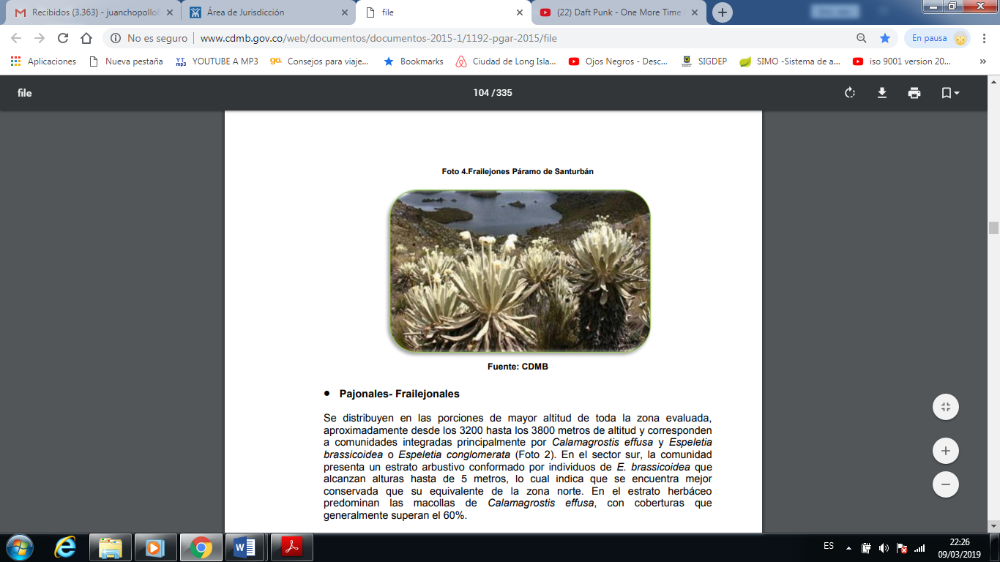 Recibidos (3.363) - juanchopollo8
Área de Jurisdicción
file
(22) Daft Punk - One More Time
No es seguro
www.cdmb.gov.co/web/documentos/documentos-2015-1/1192-pgar-2015/file
En pausa
Aplicaciones
Nueva pestaña
YOUTUBE A MP3
Consejos para viaje...
Bookmarks
Ciudad de Long Isla...
Ojos Negros - Desc...
SIGDEP
SIMO -Sistema de a...
iso 9001 version 20...
»
file
104 / 335
Foto 4.Frailejones Páramo de Santurbán
Fuente: CDMB
• Pajonales- Frailejonales
Se distribuyen en las porciones de mayor altitud de toda la zona evaluada,
aproximadamente desde los 3200 hasta los 3800 metros de altitud y corresponden
a comunidades integradas principalmente por Calamagrostis effusa y Espeletia
brassicoidea o Espeletia conglomerata (Foto 2). En el sector sur, la comunidad
presenta un estrato arbustivo conformado por individuos de E. brassicoidea que
alcanzan alturas hasta de 5 metros, lo cual indica que se encuentra mejor
conservada que su equivalente de la zona norte. En el estrato herbáceo
predominan las macollas de Calamagrostis effusa, con coberturas que
generalmente superan el 60%.
ES
22:26
09/03/2019